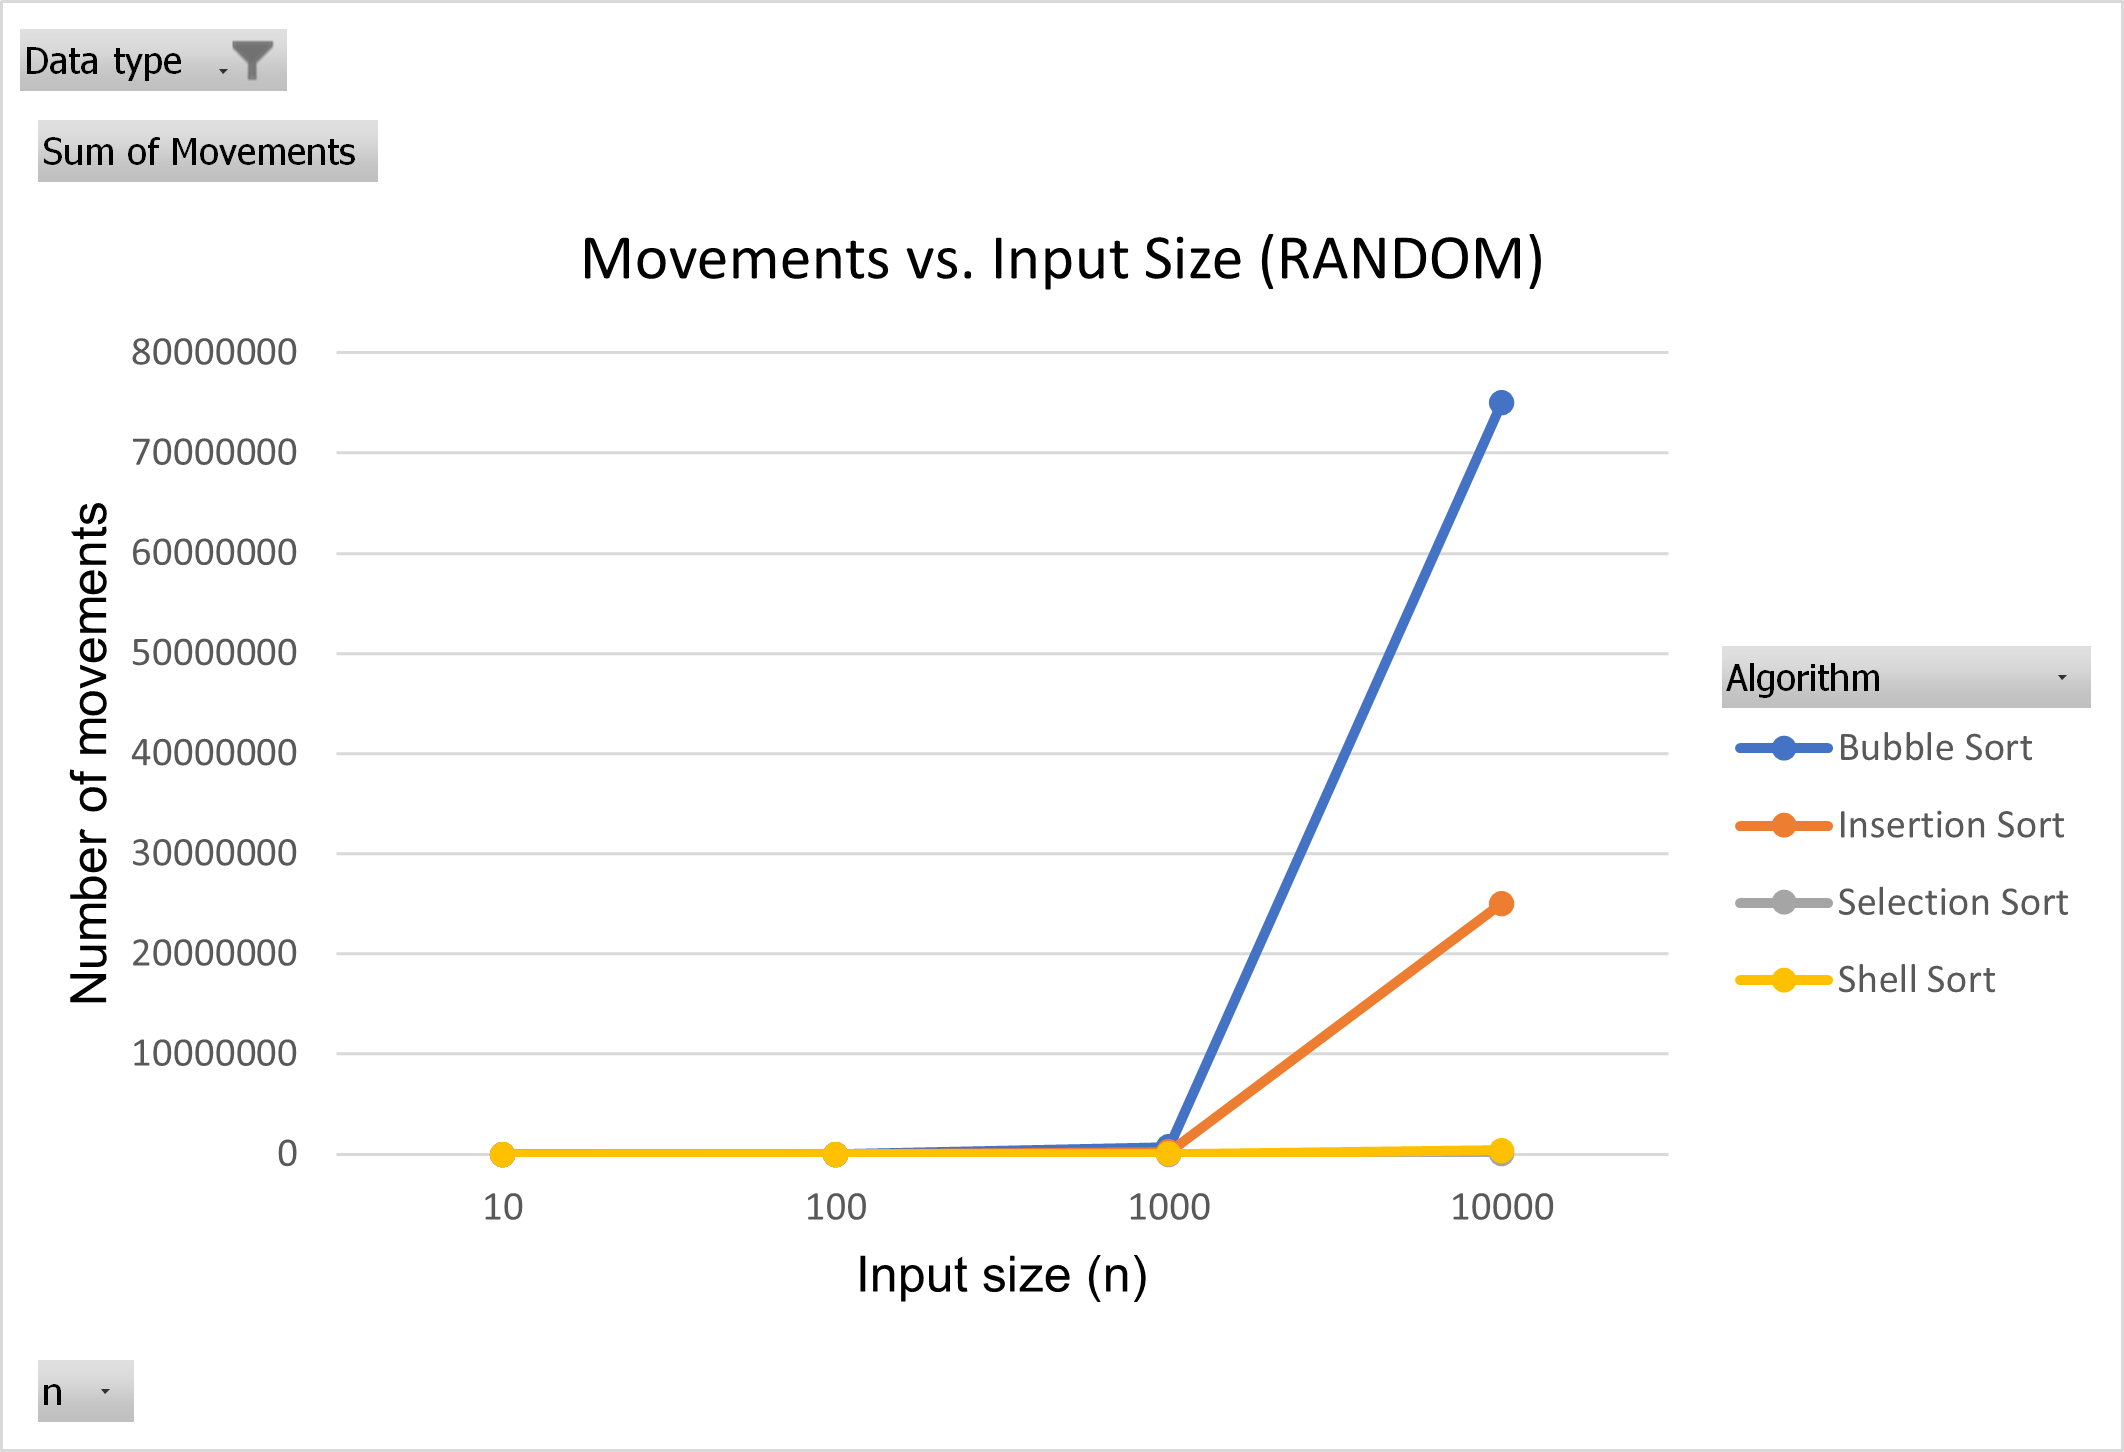 Data type
Sum of Movements
Movements vs. Input Size (RANDOM)
Number of movements
80000000
70000000
60000000
50000000
40000000
30000000
20000000
10000000
0
10 100 1000 10000
Input size (n)
Algorithm
Bubble Sort
Insertion Sort
Selection Sort
Shell Sort
n